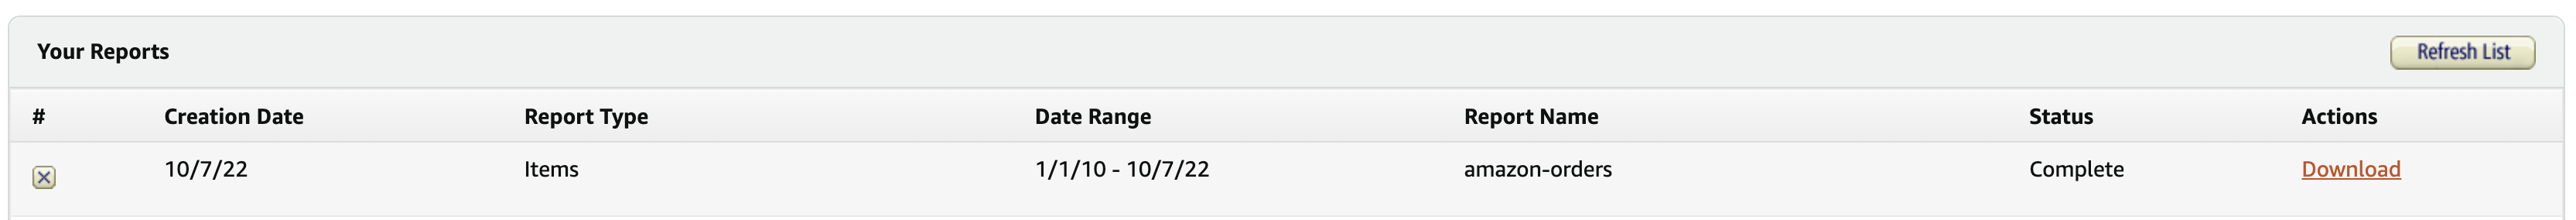 Your Reports
Refresh List
# Creation Date Report Type Date Range Report Name Status Actions
10/7/22 Items 1/1/10 - 10/7/22 amazon-orders Complete Download